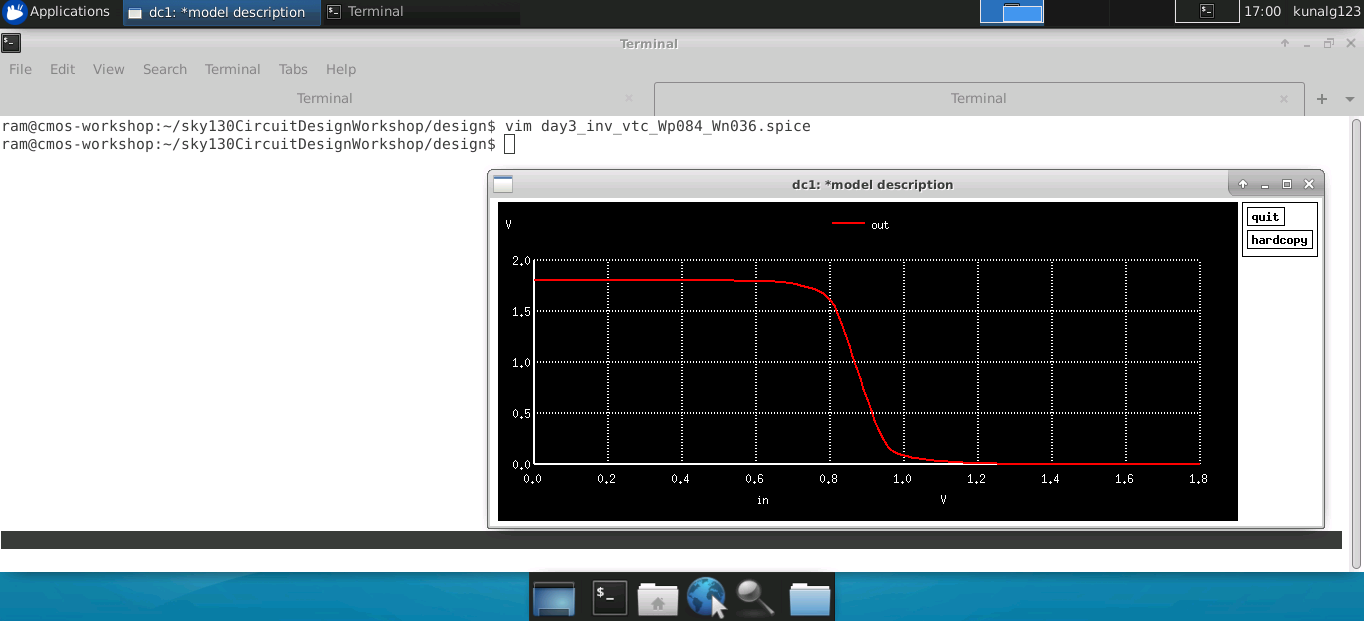 Applications dc1: *model description Terminal 17:00 kunalg123
Terminal
File Edit View Search Terminal Tabs Help
Terminal Terminal
ram@cmos-workshop:~/sky130CircuitDesignWorkshop/design$ vim day3_inv_vtc_Wp084_Wn036.spice
ram@cmos-workshop:~/sky130CircuitDesignWorkshop/design$
dc1: *model description
quit
hardcopy
V out
2.0
1.5
1.0
0.5
0.0
0.0 0.2 0.4 0.6 0.8 1.0 1.2 1.4 1.6 1.8
in V
$_